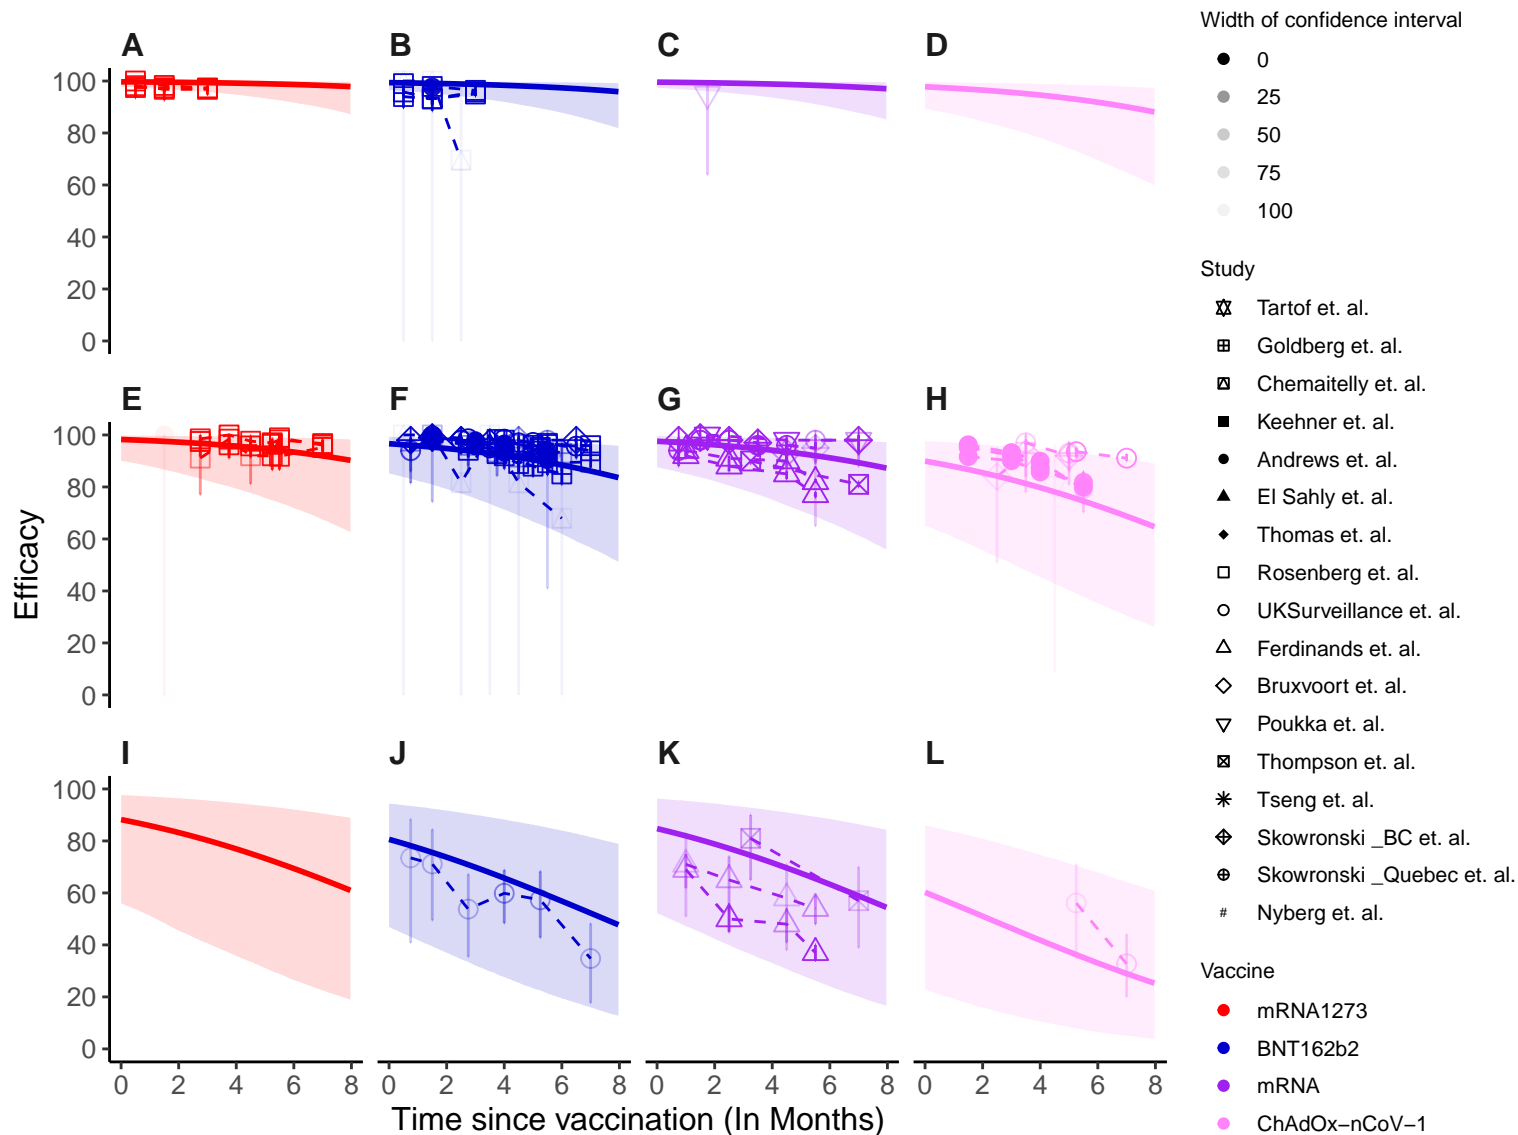 A B C D
100
80
60
40
20
0
E F G H
100
80
60
40
20
0
I J K L
100
80
60
40
20
0
0 2 4 6 8 0 2 4 6 8 0 2 4 6 8 0 2 4 6 8
Time since vaccination (In Months)
Efficacy
Width of confidence interval
0
25
50
75
100
Study
Tartof et. al.
Goldberg et. al.
Chemaitelly et. al.
Keehner et. al.
Andrews et. al.
El Sahly et. al.
Thomas et. al.
Rosenberg et. al.
UKSurveillance et. al.
Ferdinands et. al.
Bruxvoort et. al.
Poukka et. al.
Thompson et. al.
Tseng et. al.
Skowronski _BC et. al.
Skowronski _Quebec et. al.
# Nyberg et. al.
Vaccine
mRNA1273
BNT162b2
mRNA
ChAdOx−nCoV−1